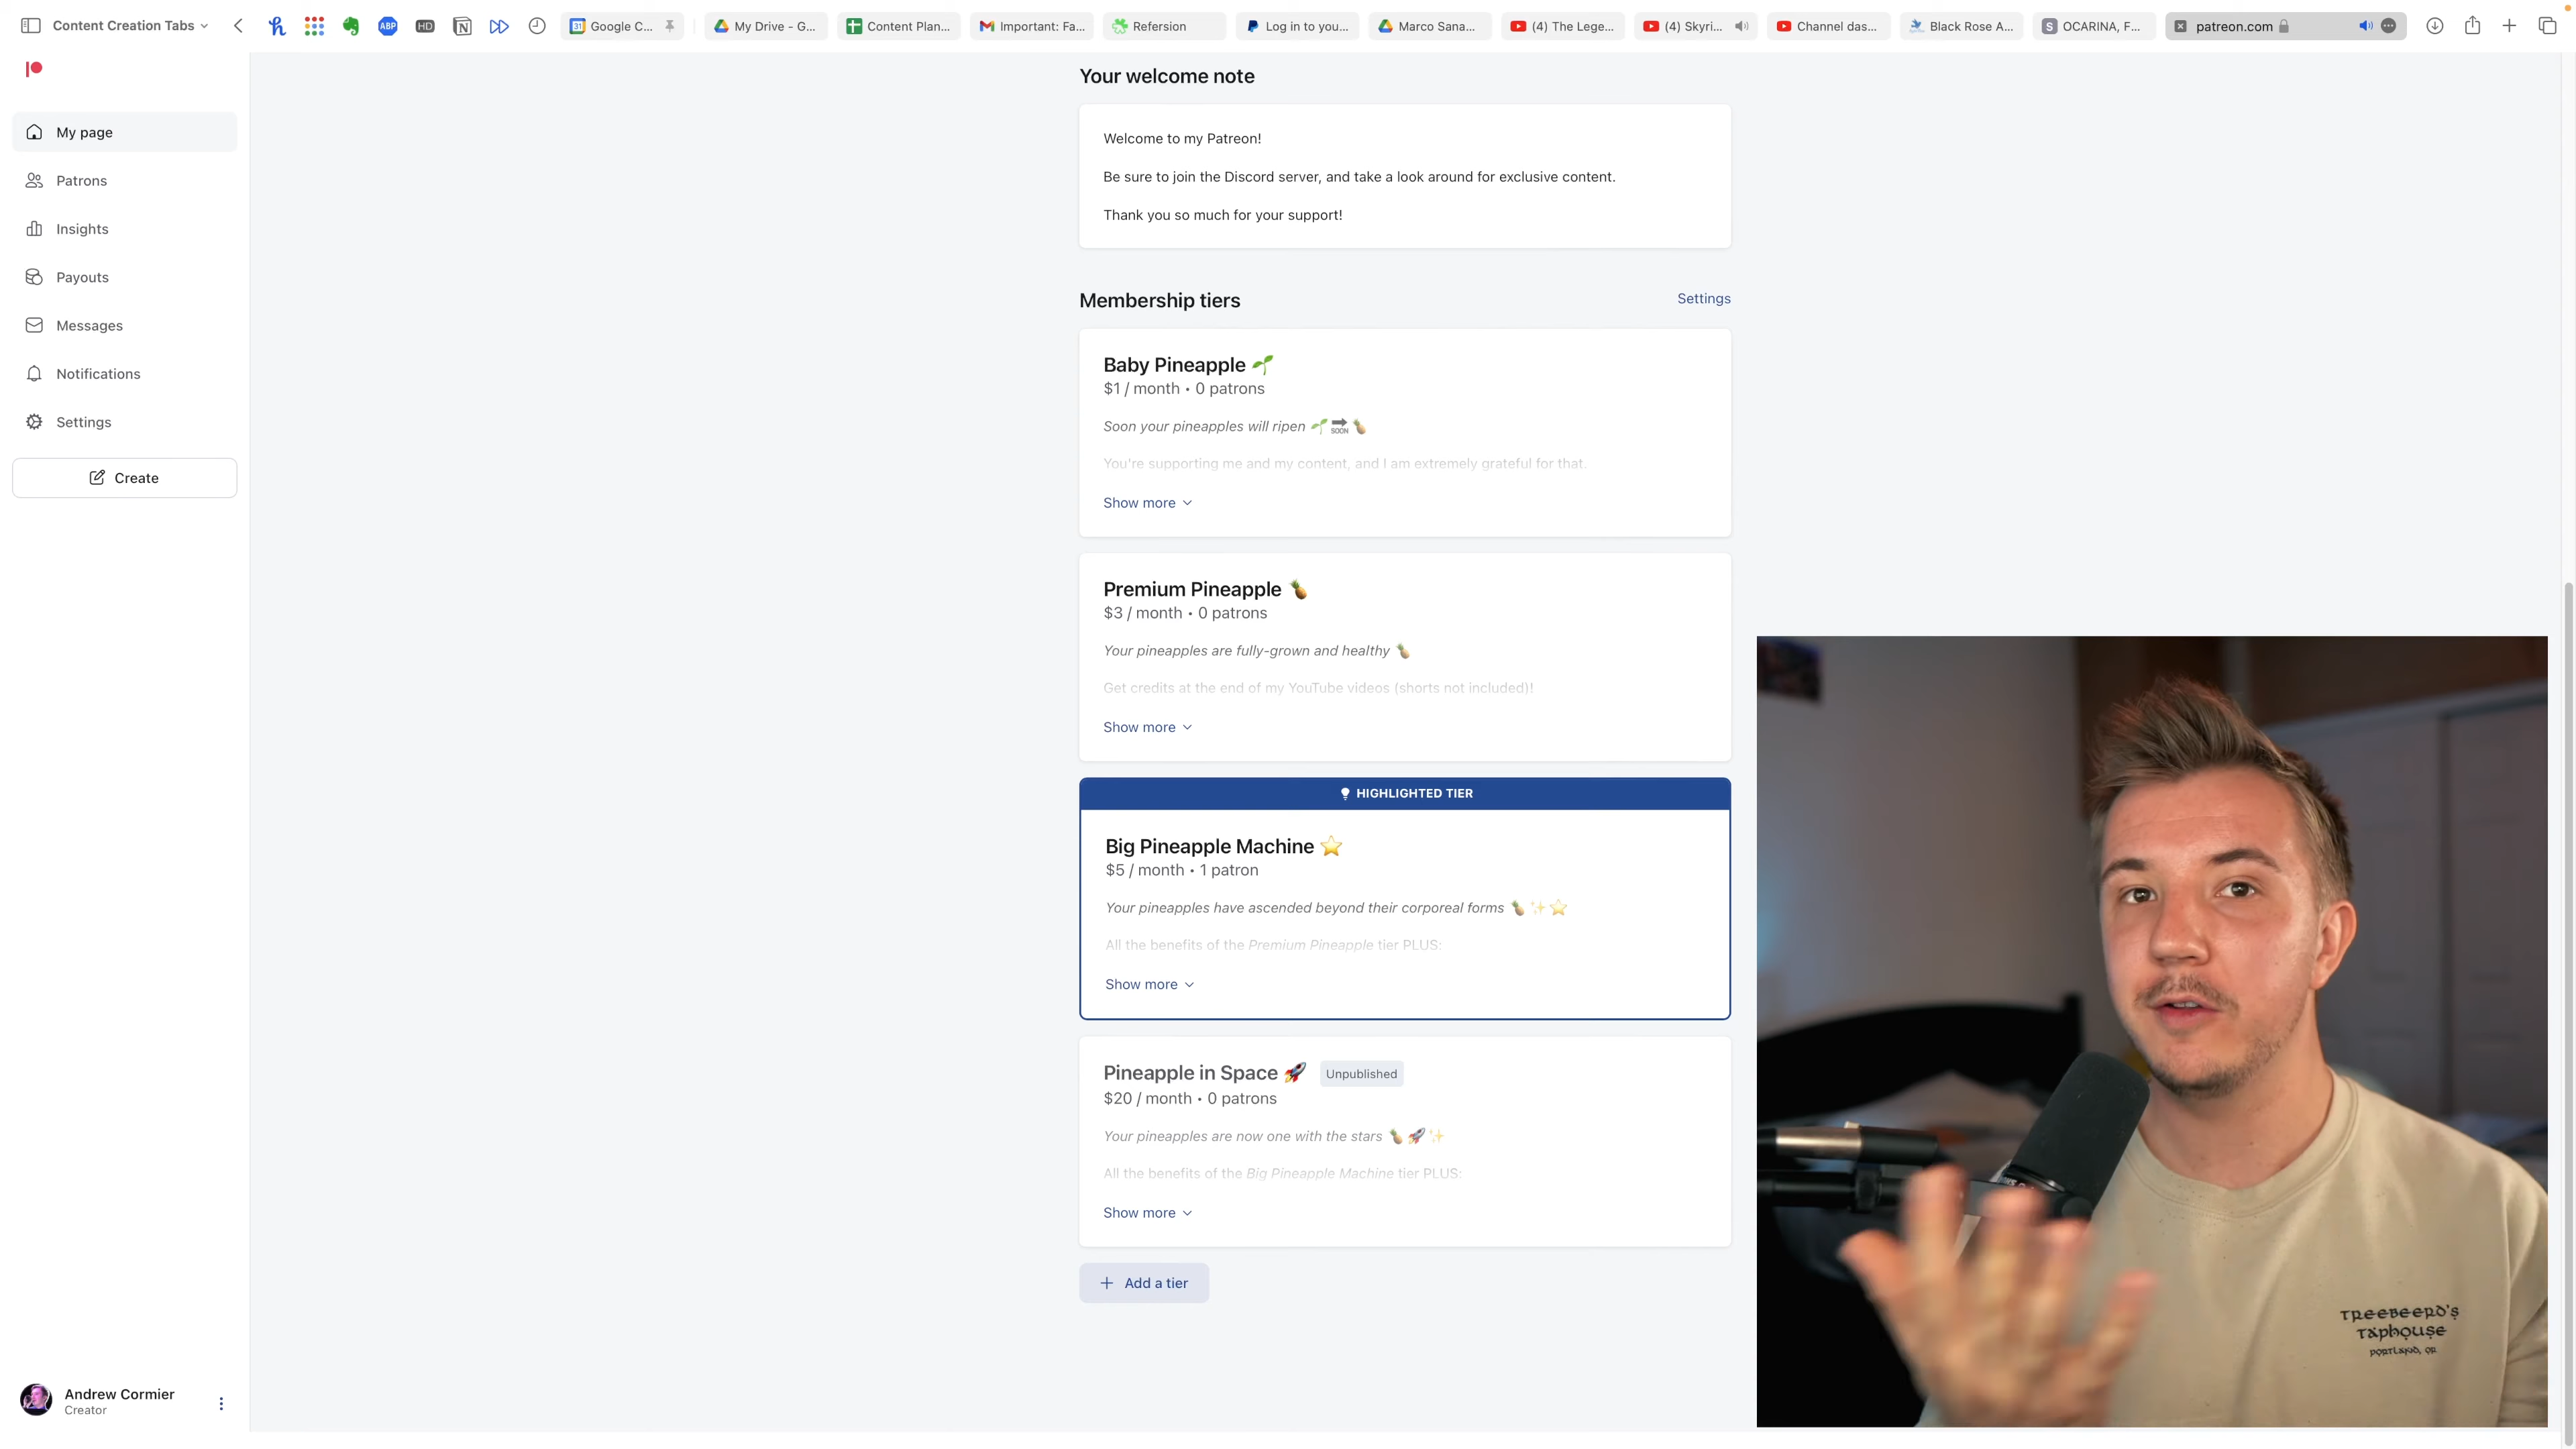 Content Creation Tabs
ABP
HD
31
Google C...
My Drive - G...
Content Plan...
Important: Fa...
Refersion
Log in to you...
Marco Sana...
(4) The Lege...
(4) Skyri...
Channel das...
Black Rose A...
S
OCARINA, F...
patreon.com
My page
Patrons
Insights
Payouts
Messages
Notifications
Settings
Create
Your welcome note
Welcome to my Patreon!
Be sure to join the Discord server, and take a look around for exclusive content.
Thank you so much for your support!
Membership tiers
Settings
Baby Pineapple 🌱
$1 / month • 0 patrons
Soon your pineapples will ripen 🌱🔜🍍
You're supporting me and my content, and I am extremely grateful for that.
Show more
Premium Pineapple 🍍
$3 / month • 0 patrons
Your pineapples are fully-grown and healthy 🍍
Get credits at the end of my YouTube videos (shorts not included)!
Show more
HIGHLIGHTED TIER
Big Pineapple Machine ⭐
$5 / month • 1 patron
Your pineapples have ascended beyond their corporeal forms 🍍✨⭐
All the benefits of the Premium Pineapple tier PLUS:
Show more
Pineapple in Space 🚀 Unpublished
$20 / month • 0 patrons
Your pineapples are now one with the stars 🍍🚀✨
All the benefits of the Big Pineapple Machine tier PLUS:
Show more
+ Add a tier
Andrew Cormier
Creator
TREEBEERD'S
TAPHOUSE
PORTLAND, OR